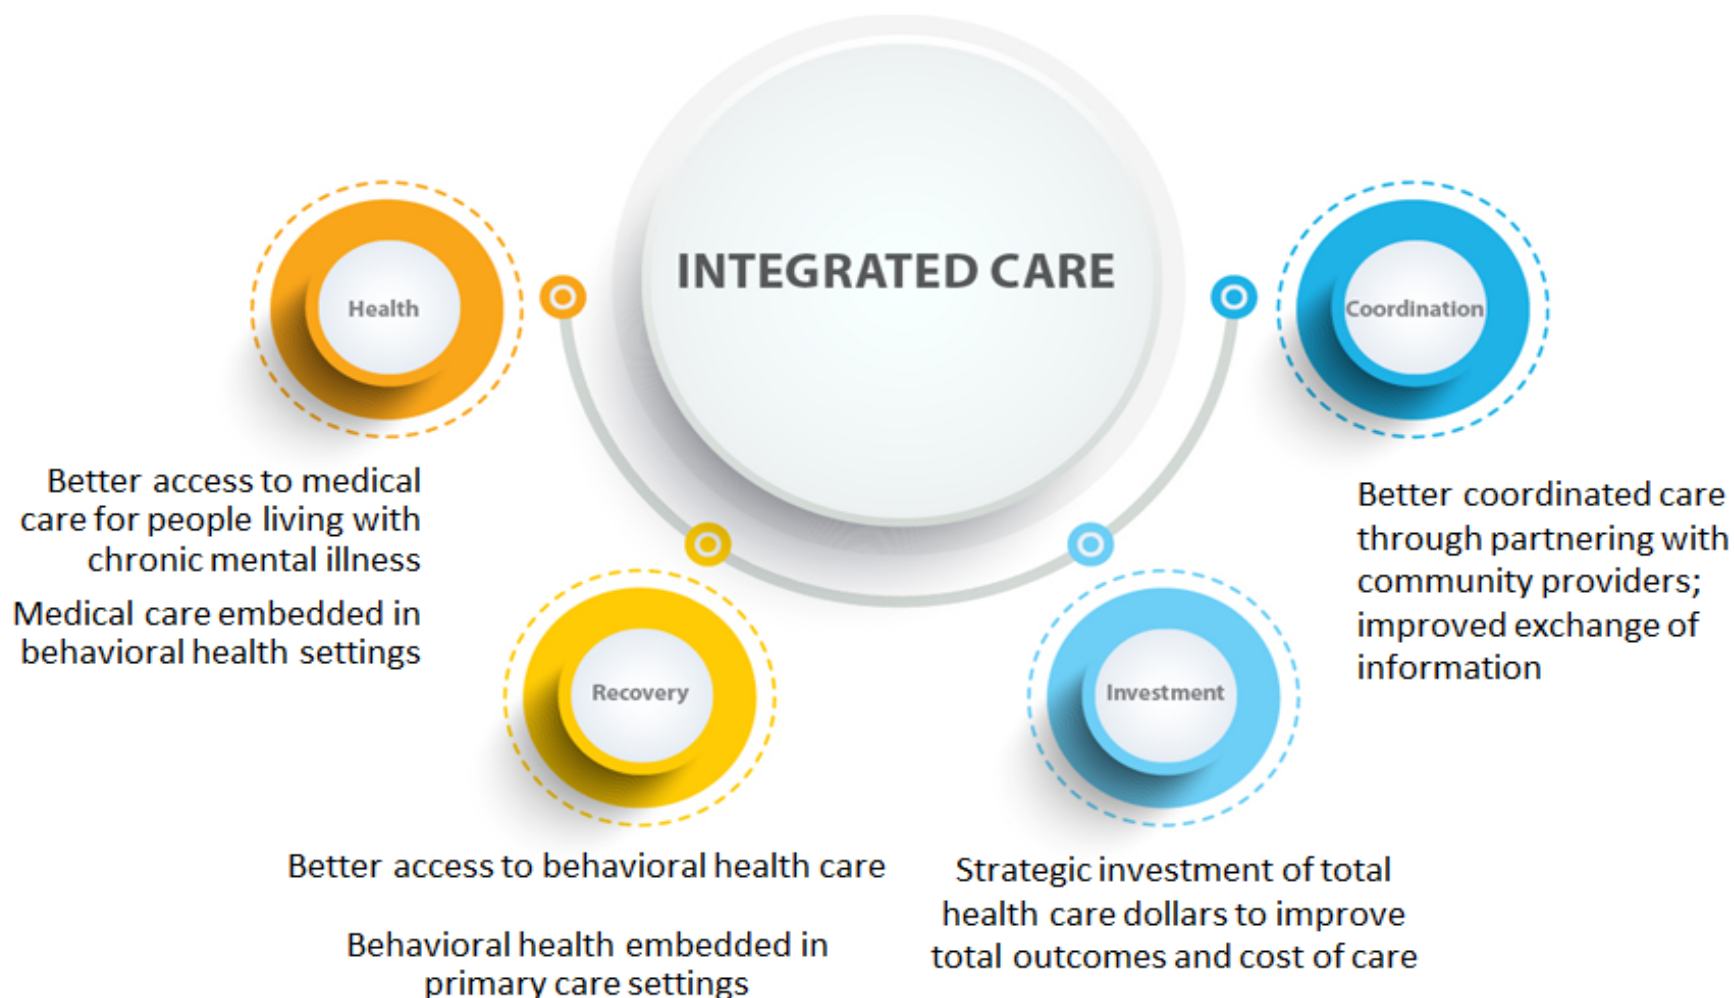 INTEGRATED CARE
Health
Better access to medical
care for people living with
chronic mental illness
Medical care embedded in
behavioral health settings
Recovery
Better access to behavioral health care
Behavioral health embedded in
primary care settings
Investment
Strategic investment of total
health care dollars to improve
total outcomes and cost of care
Coordination
Better coordinated care
through partnering with
community providers;
improved exchange of
information